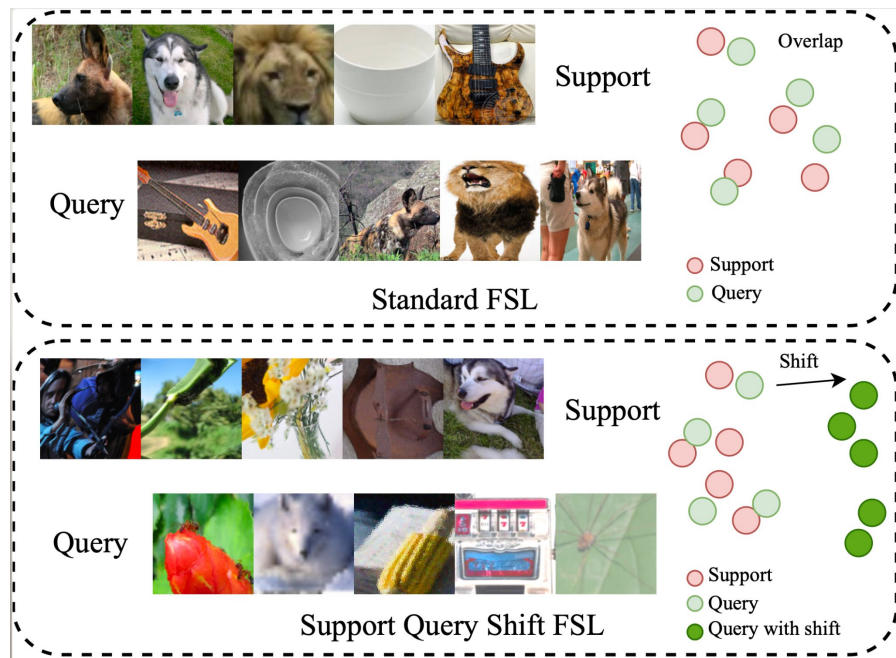 Support
Overlap
Query
Support
Query
Standard FSL
Shift
Support
Query
Support
Query
Query with shift
Support Query Shift FSL